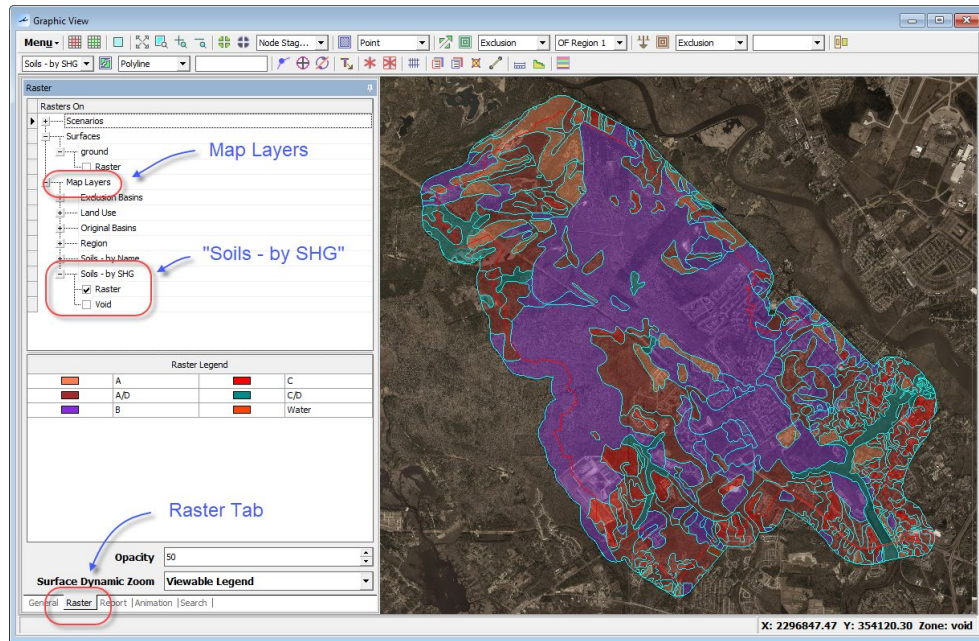 Graphic View
Menu Node Stag... Point Exclusion OF Region 1 Exclusion
Soils - by SHG Polyline
Raster
Rasters On
Scenarios
Surfaces
ground
Raster
Map Layers
Map Layers
Exclusion Basins
Land Use
Original Basins
Region
Soils - by Name
"Soils - by SHG"
Soils - by SHG
Raster
Void
Raster Legend
A C
A/D C/D
B Water
Raster Tab
Opacity 50
Surface Dynamic Zoom Viewable Legend
General Raster Report Animation Search
X: 2296847.47 Y: 354120.30 Zone: void